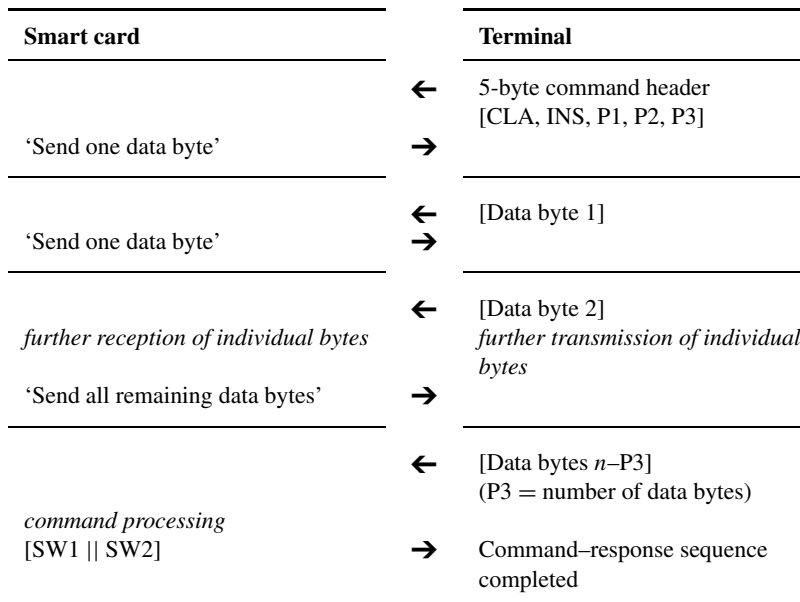 Smart card Terminal
← 5-byte command header
[CLA, INS, P1, P2, P3]
‘Send one data byte’ →
← [Data byte 1]
‘Send one data byte’ →
← [Data byte 2]
further reception of individual bytes further transmission of individual
bytes
‘Send all remaining data bytes’ →
← [Data bytes n–P3]
(P3 = number of data bytes)
command processing
[SW1 || SW2] → Command–response sequence
completed